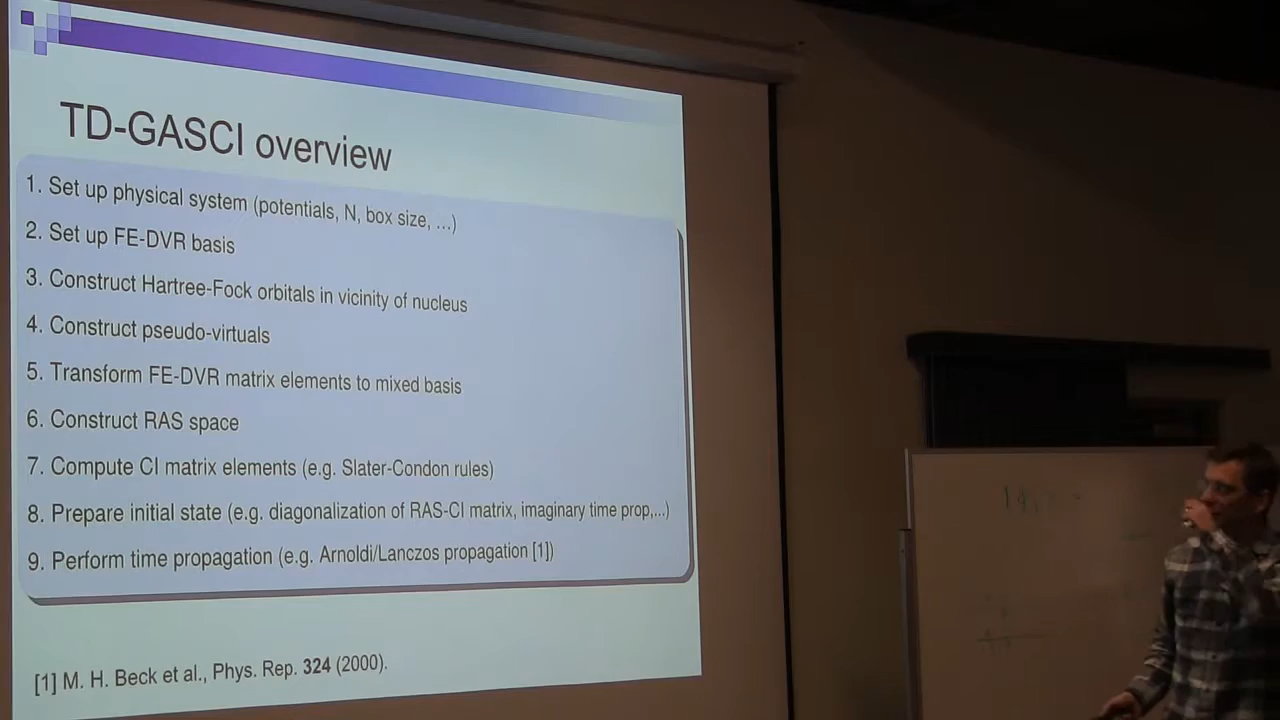 TD-GASCI overview
1. Set up physical system (potentials, N, box size, ...)
2. Set up FE-DVR basis
3. Construct Hartree-Fock orbitals in vicinity of nucleus
4. Construct pseudo-virtuals
5. Transform FE-DVR matrix elements to mixed basis
6. Construct RAS space
7. Compute CI matrix elements (e.g. Slater-Condon rules)
8. Prepare initial state (e.g. diagonalization of RAS-CI matrix, imaginary time prop,...)
9. Perform time propagation (e.g. Arnoldi/Lanczos propagation [1])
[1] M. H. Beck et al., Phys. Rep. 324 (2000).